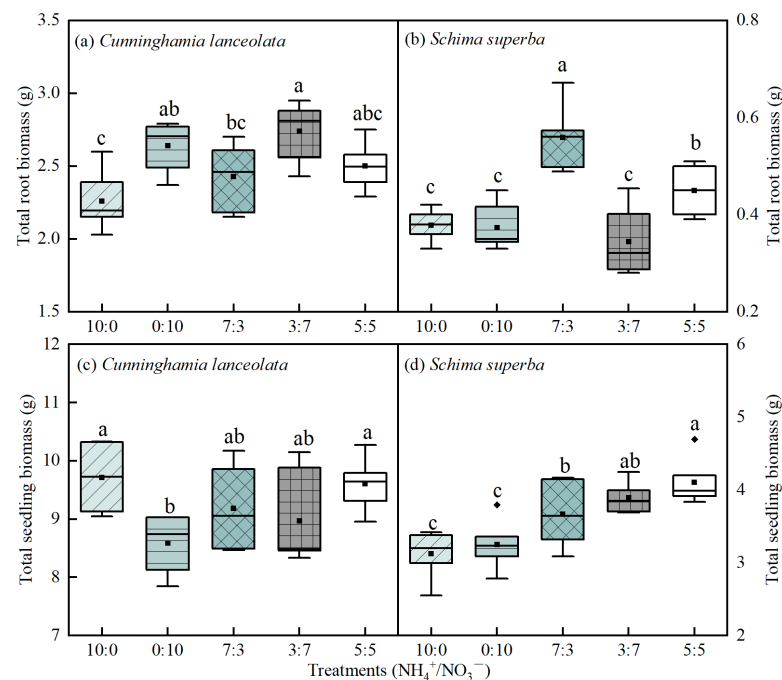 (a) Cunninghamia lanceolata
(b) Schima superba
Total root biomass (g)
3.5
3.0
2.5
2.0
1.5
c
ab
bc
a
abc
c
c
a
c
b
0.8
0.6
0.4
0.2
Total root biomass (g)
10:0 0:10 7:3 3:7 5:5 10:0 0:10 7:3 3:7 5:5
(c) Cunninghamia lanceolata
(d) Schima superba
Total seedling biomass (g)
12
11
10
9
8
7
a
b
ab
ab
a
c
c
b
ab
a
6
5
4
3
2
Total seedling biomass (g)
10:0 0:10 7:3 3:7 5:5 10:0 0:10 7:3 3:7 5:5
Treatments (NH₄⁺/NO₃⁻)